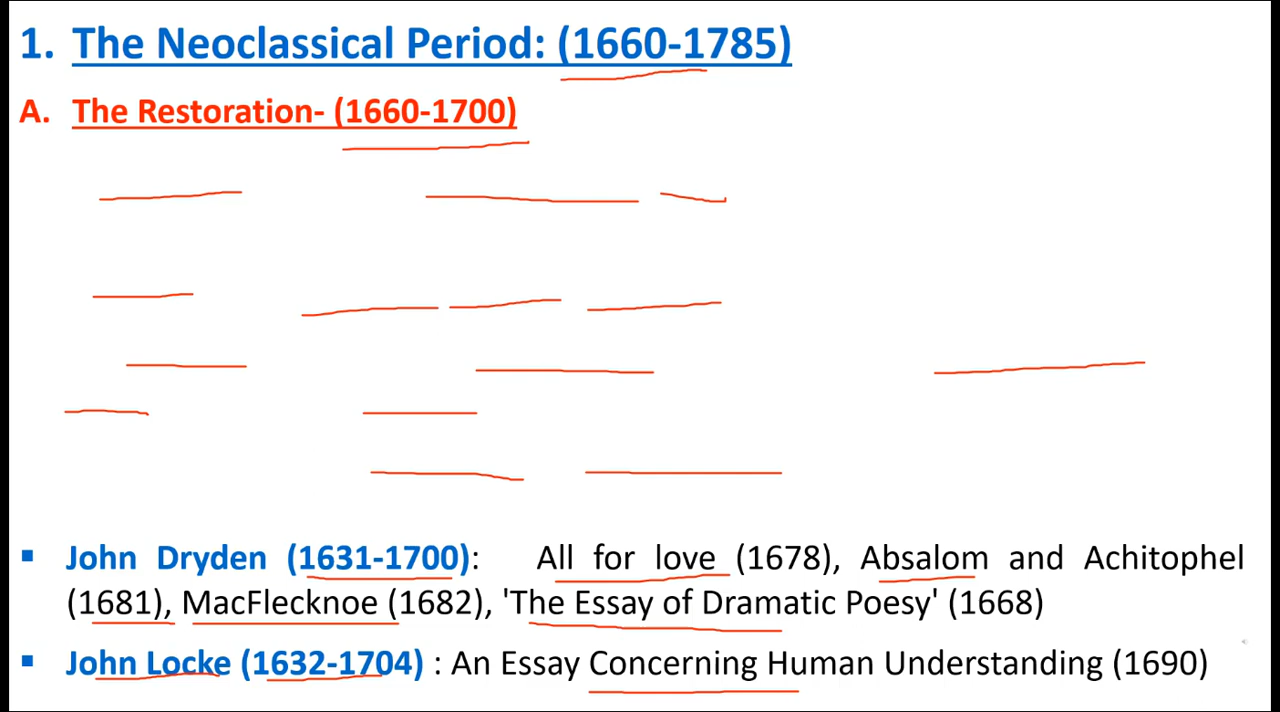 1. The Neoclassical Period: (1660-1785)
A. The Restoration- (1660-1700)
▪ John Dryden (1631-1700): All for love (1678), Absalom and Achitophel
(1681), MacFlecknoe (1682), 'The Essay of Dramatic Poesy' (1668)
▪ John Locke (1632-1704) : An Essay Concerning Human Understanding (1690)